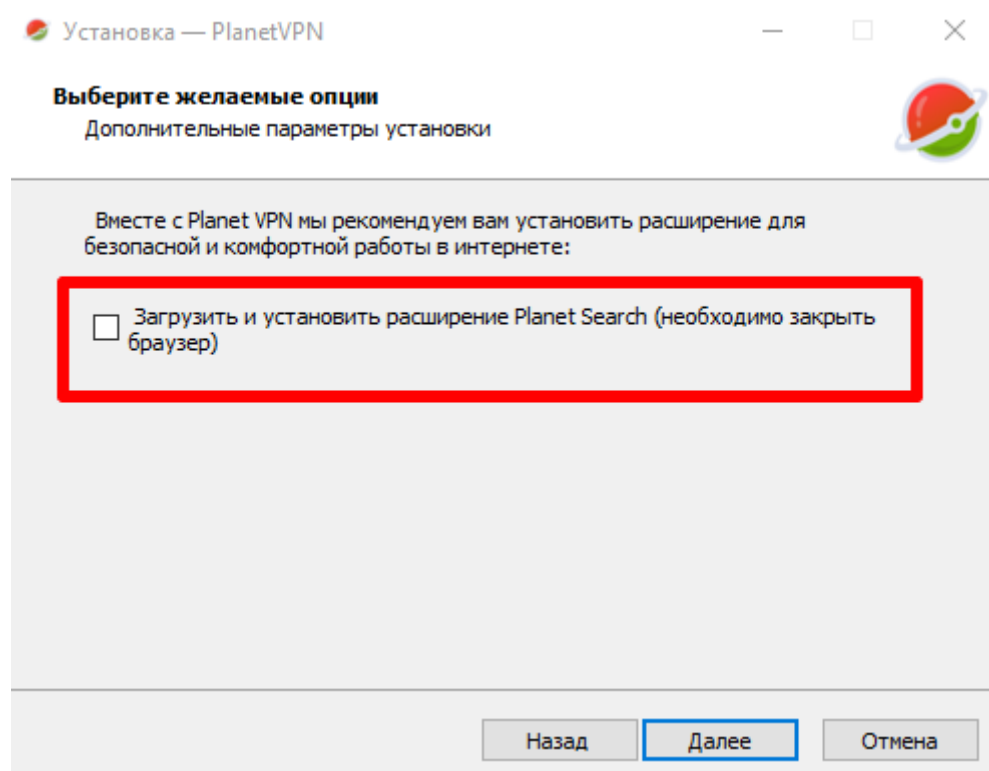 Установка — PlanetVPN
Выберите желаемые опции
Дополнительные параметры установки
Вместе с Planet VPN мы рекомендуем вам установить расширение для
безопасной и комфортной работы в интернете:
Загрузить и установить расширение Planet Search (необходимо закрыть
браузер)
Назад Далее Отмена